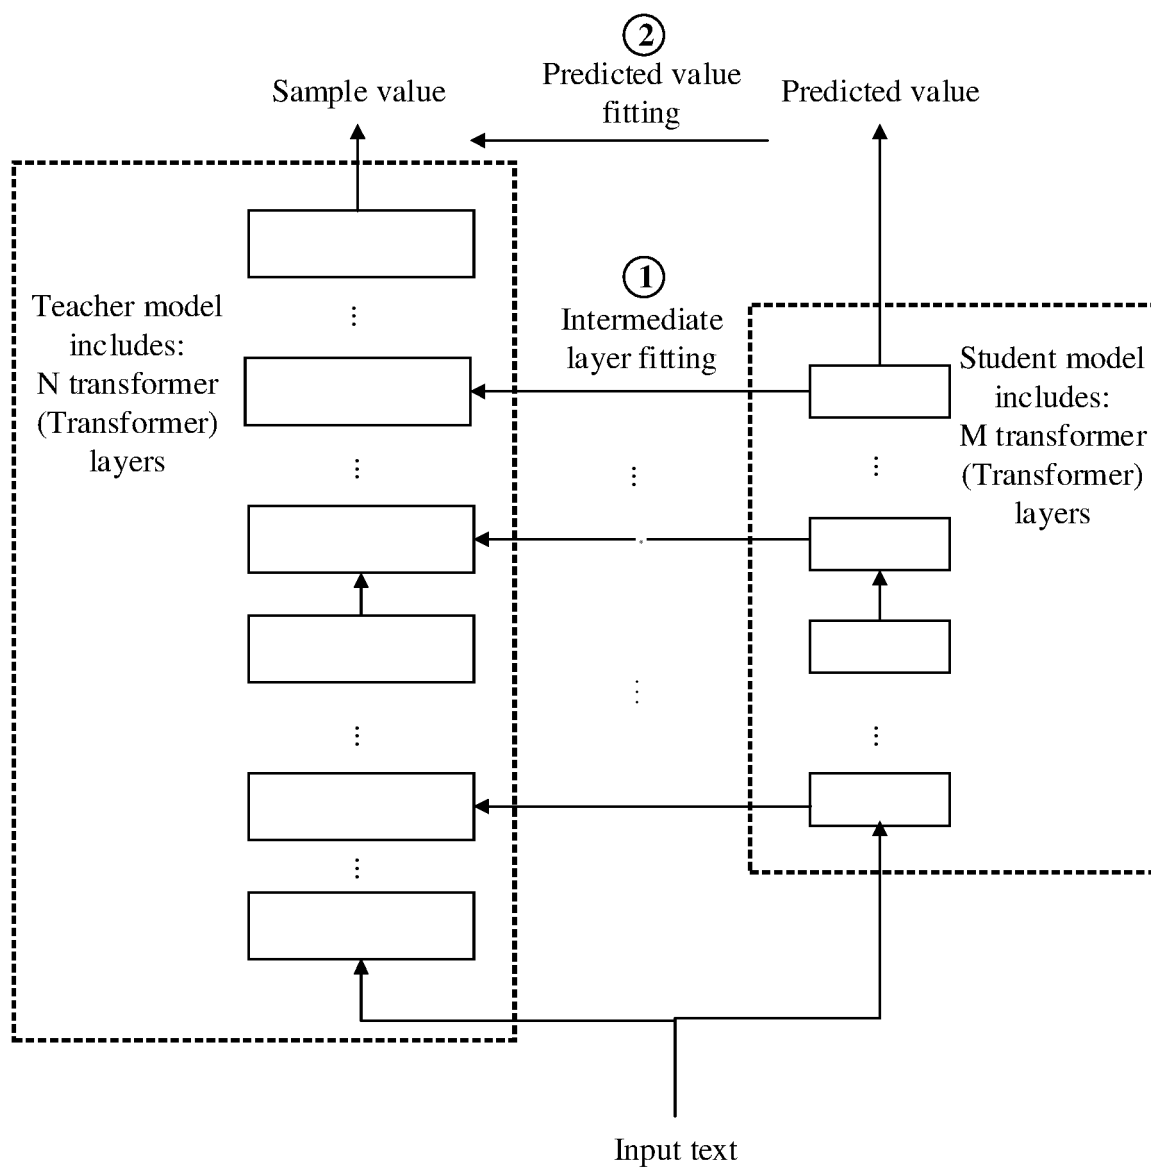 2
Predicted value
fitting
Sample value
Predicted value
1
Intermediate
layer fitting
Teacher model
includes:
N transformer
(Transformer)
layers
Student model
includes:
M transformer
(Transformer)
layers
Input text